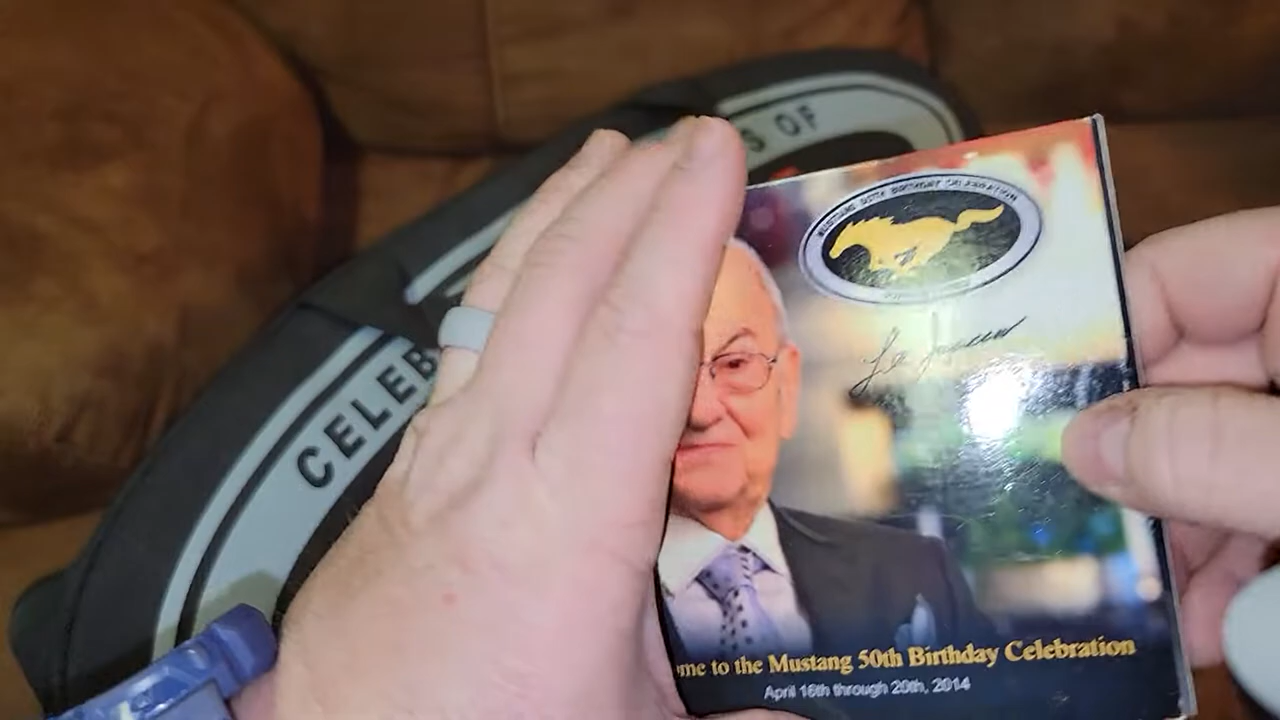 S OF
CELEB
MUSTANG 50TH BIRTHDAY CELEBRATION
me to the Mustang 50th Birthday Celebration
April 16th through 20th, 2014